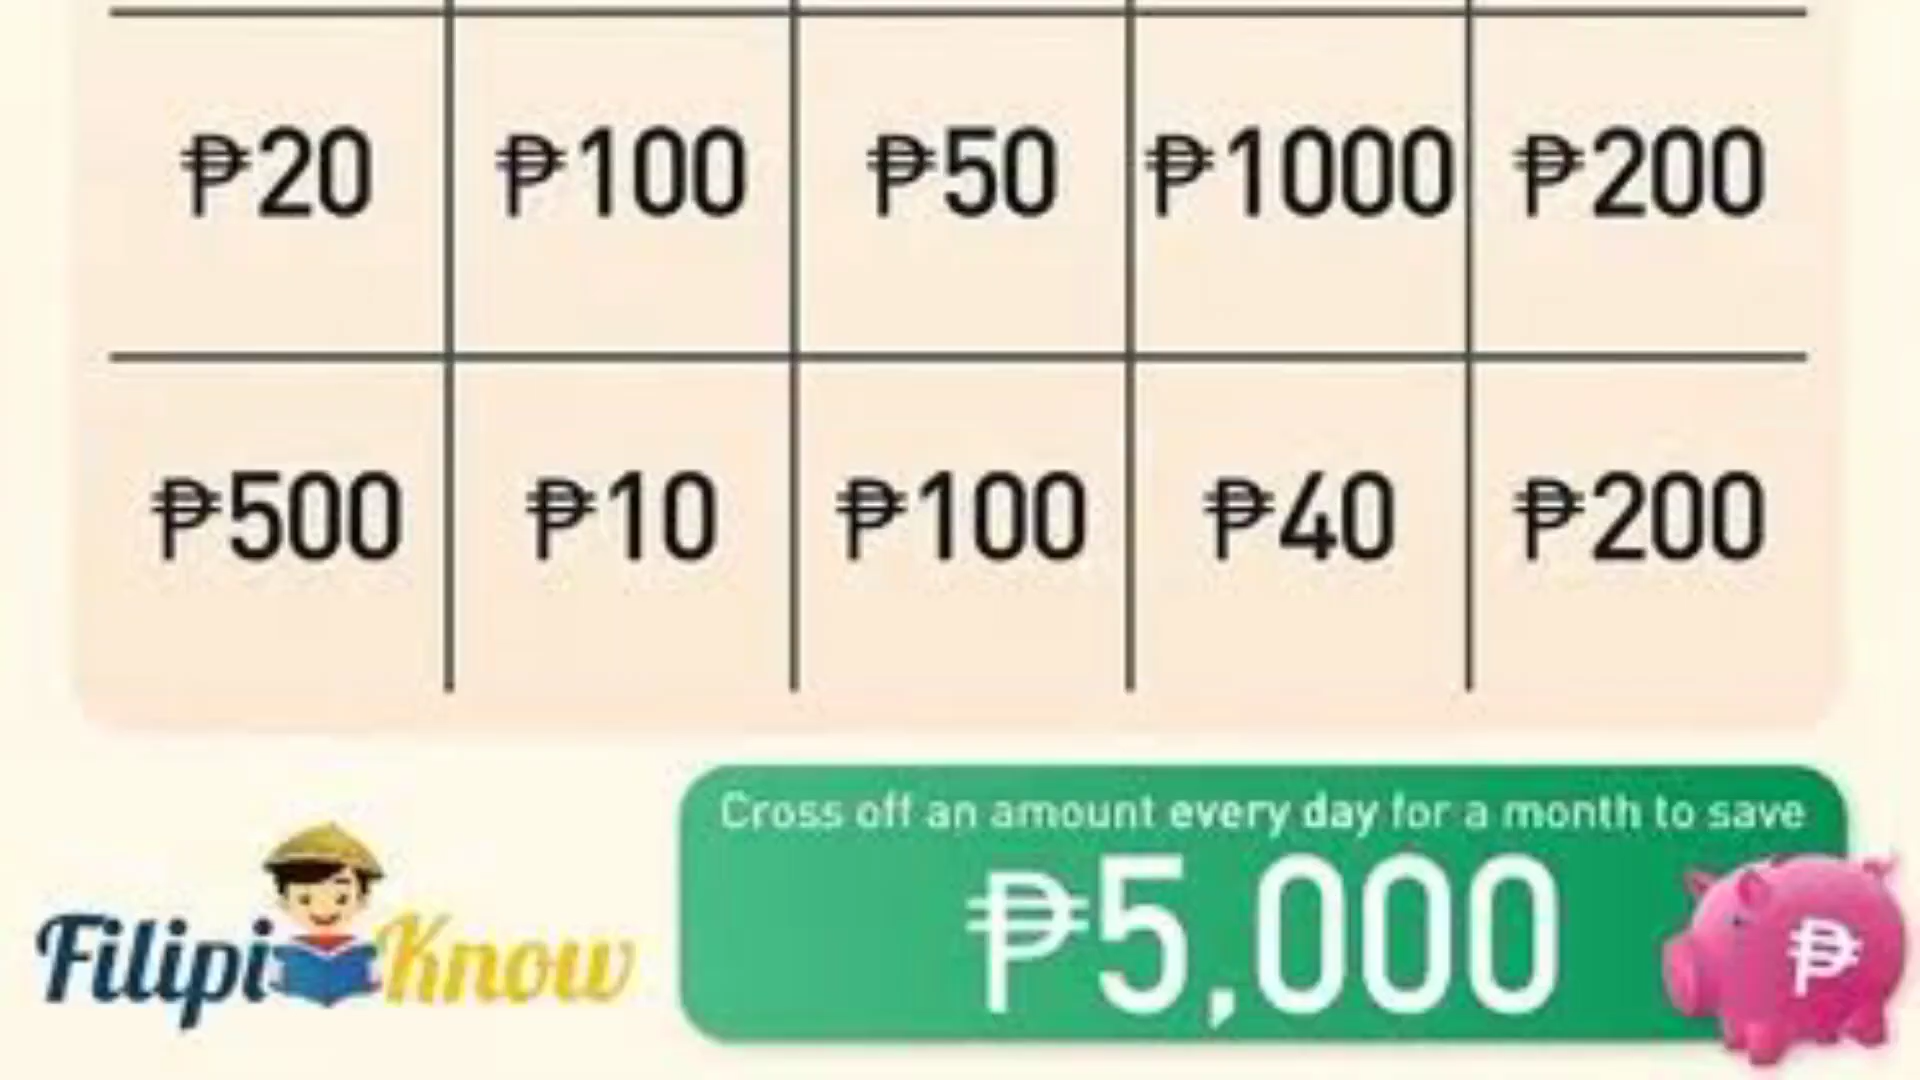 ₱20 ₱100 ₱50 ₱1000 ₱200
₱500 ₱10 ₱100 ₱40 ₱200
Cross off an amount every day for a month to save
₱5,000
FilipiKnow
₱